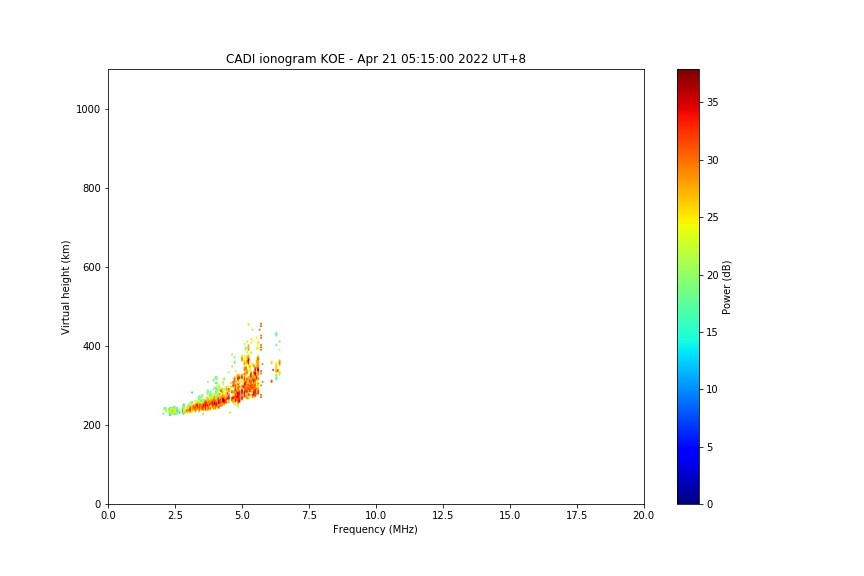 CADI ionogram KOE - Apr 21 05:15:00 2022 UT+8
1000
800
600
400
200
0
Virtual height (km)
0.0 2.5 5.0 7.5 10.0 12.5 15.0 17.5 20.0
Frequency (MHz)
35
30
25
20
15
10
5
0
Power (dB)